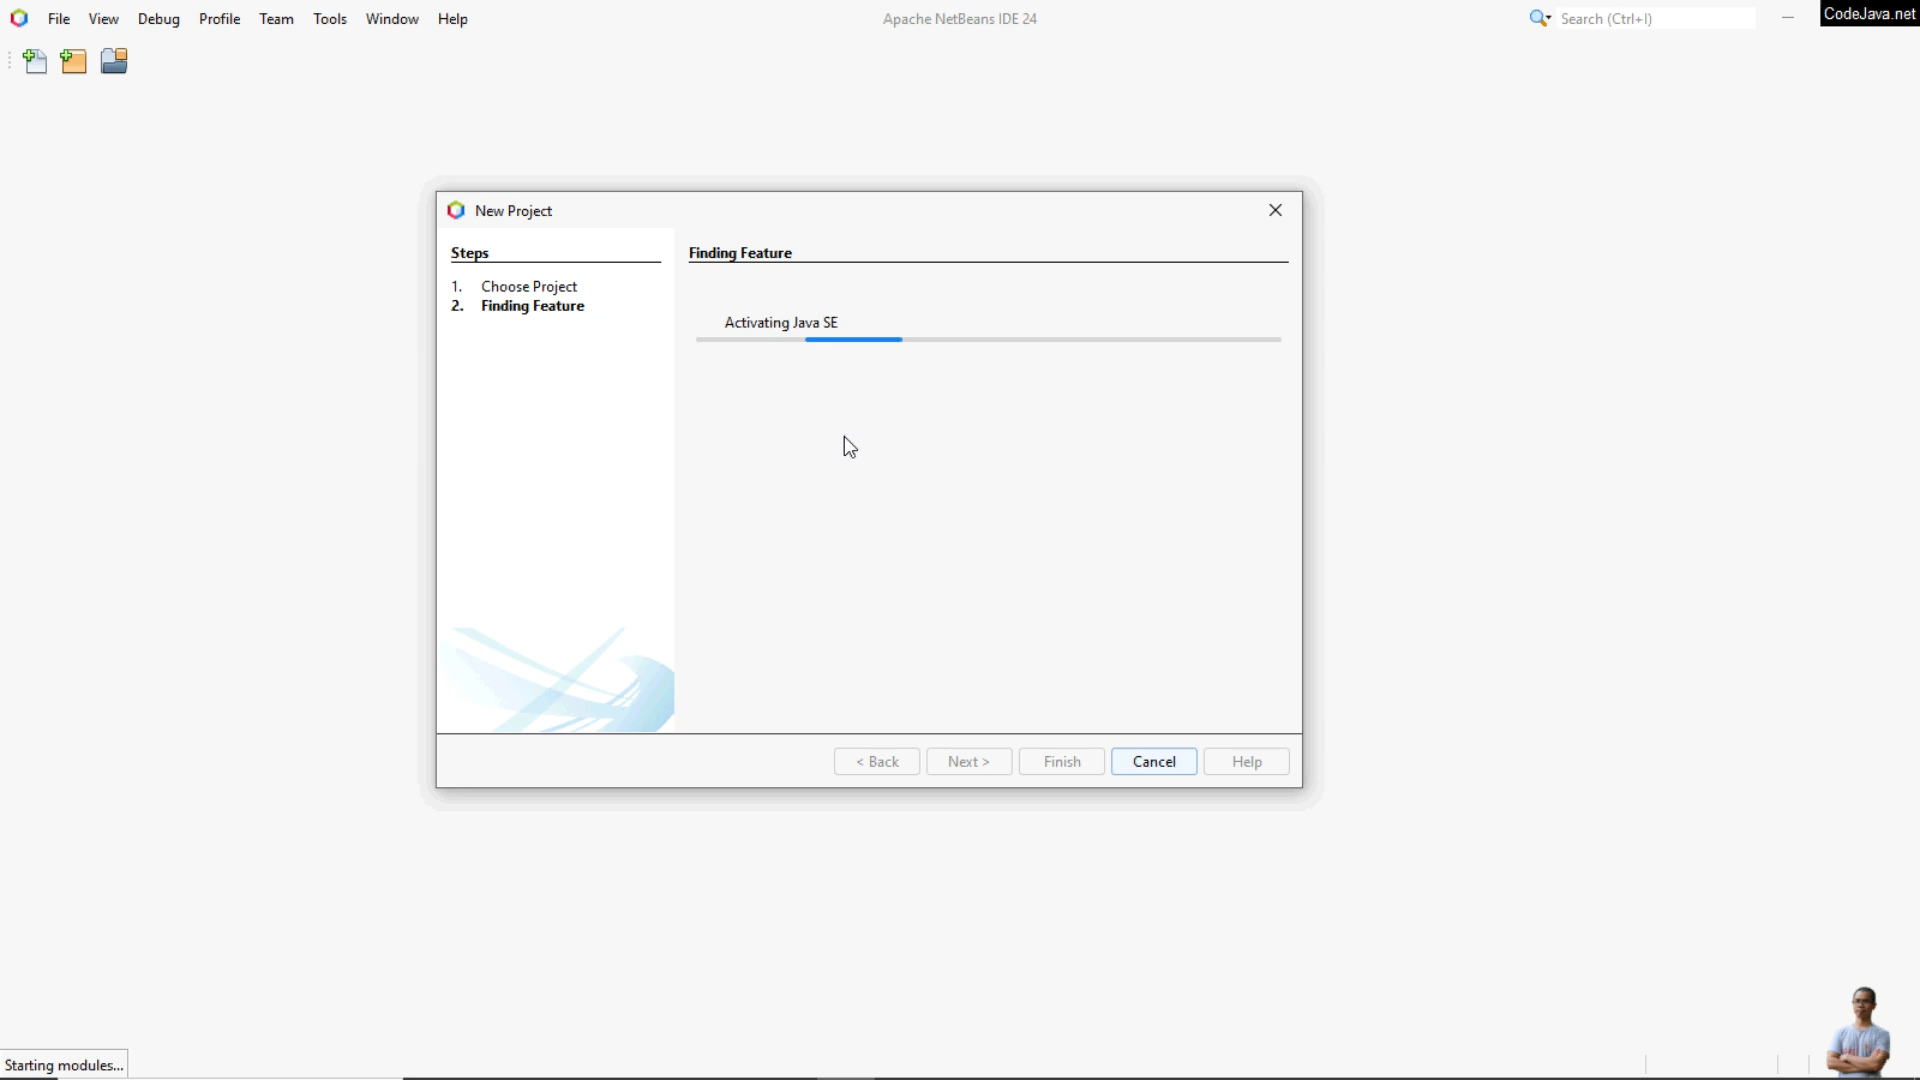 File View Debug Profile Team Tools Window Help
Apache NetBeans IDE 24
Search (Ctrl+I)
CodeJava.net
New Project
Steps
1. Choose Project
2. Finding Feature
Finding Feature
Activating Java SE
< Back Next > Finish Cancel Help
Starting modules...